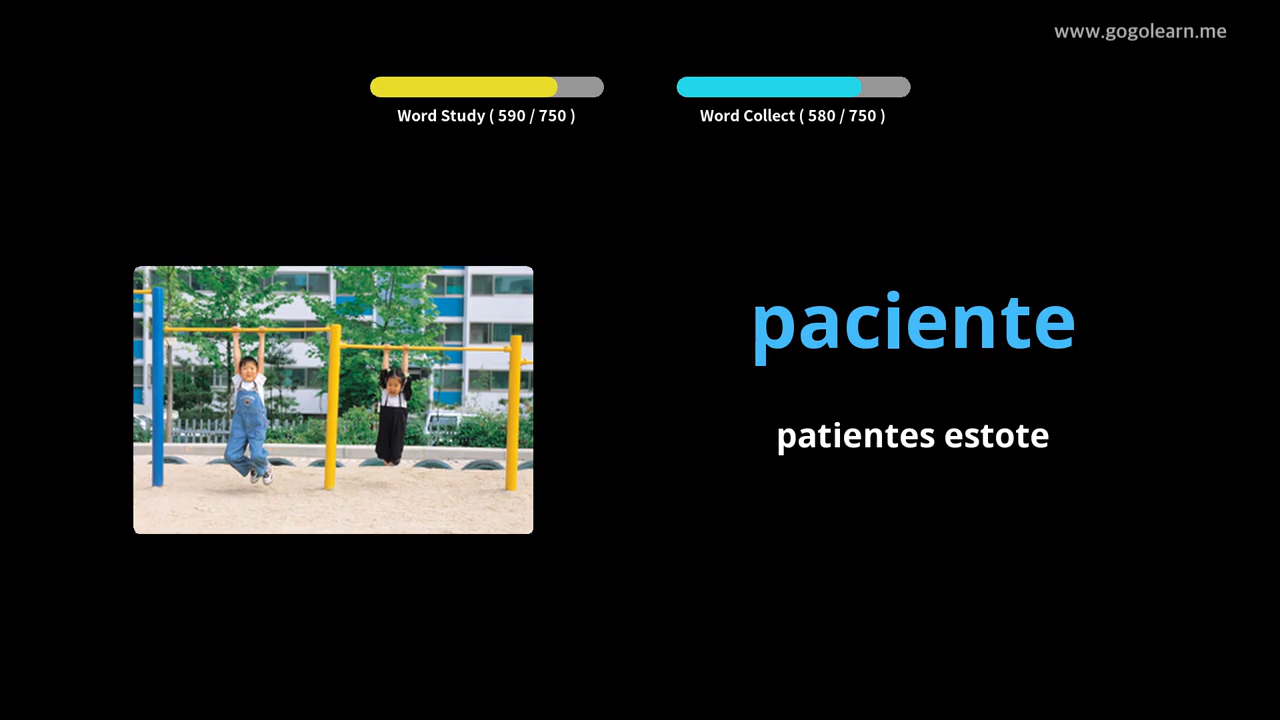 www.gogolearn.me
Word Study ( 590 / 750 )
Word Collect ( 580 / 750 )
paciente
patientes estote